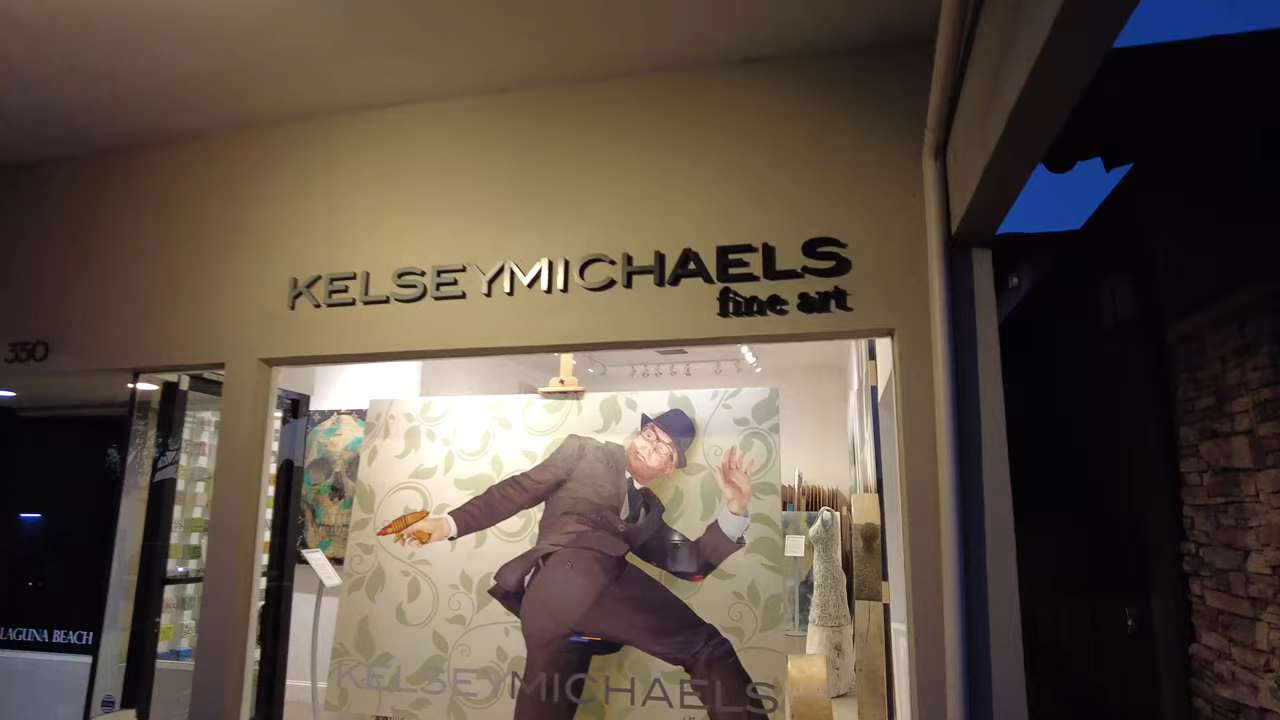 KELSEYMICHAELS
fine art
350
LAGUNA BEACH
KELSEYMICHAELS